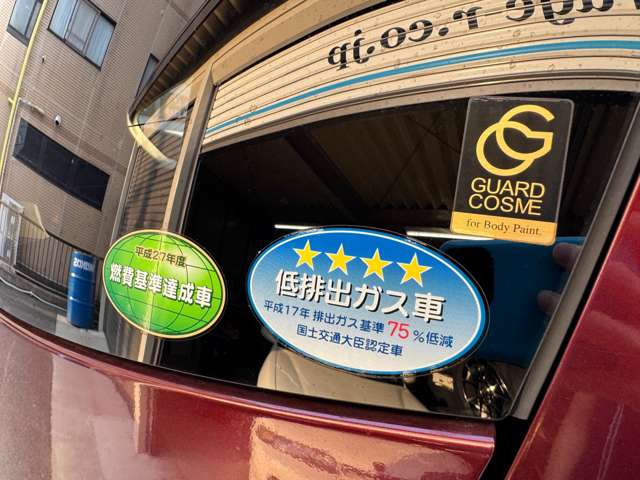 ager.co.jp
GUARD
COSME
for Body Paint.
平成27年度
燃費基準達成車
低排出ガス車
平成17年 排出ガス基準 75 %低減
国土交通大臣認定車